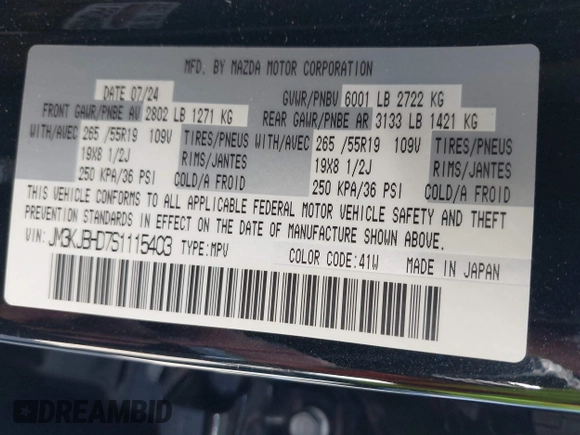 MFD. BY MAZDA MOTOR CORPORATION
DATE 07/24 GVWR/PNBV 6001 LB 2722 KG
FRONT GAWR/PNBE AV 2802 LB 1271 KG REAR GAWR/PNBE AR 3133 LB 1421 KG
WITH/AVEC 265 /55R19 109V TIRES/PNEUS WITH/AVEC 265 /55R19 109V TIRES/PNEUS
19X8 1/2J RIMS/JANTES 19X8 1/2J RIMS/JANTES
250 KPA/36 PSI COLD/A FROID 250 KPA/36 PSI COLD/A FROID
THIS VEHICLE CONFORMS TO ALL APPLICABLE FEDERAL MOTOR VEHICLE SAFETY AND THEFT
PREVENTION STANDARDS IN EFFECT ON THE DATE OF MANUFACTURE SHOWN ABOVE.
VIN: JM3KJBHD7S1115403 TYPE:MPV COLOR CODE:41W MADE IN JAPAN
DREAMBID